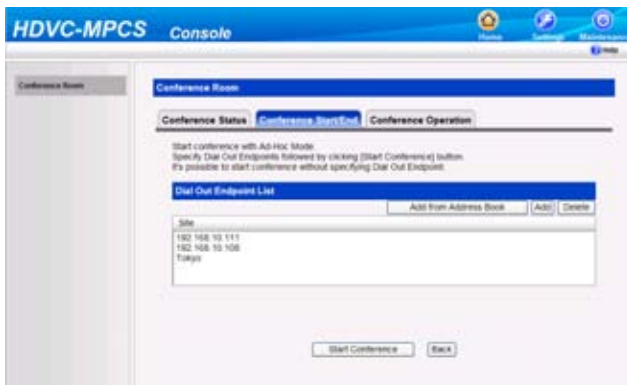 HDVC-MPCS Console
Home Settings Maintenance
Help
Conference Room
Conference Room
Conference Status Conference Start/End Conference Operation
Start conference with Ad-Hoc Mode.
Specify Dial Out Endpoints followed by clicking [Start Conference] button.
It's possible to start conference without specifying Dial Out Endpoint.
Dial Out Endpoint List
Add from Address Book Add Delete
Site
192.168.10.111
192.168.10.108
Tokyo
Start Conference Back